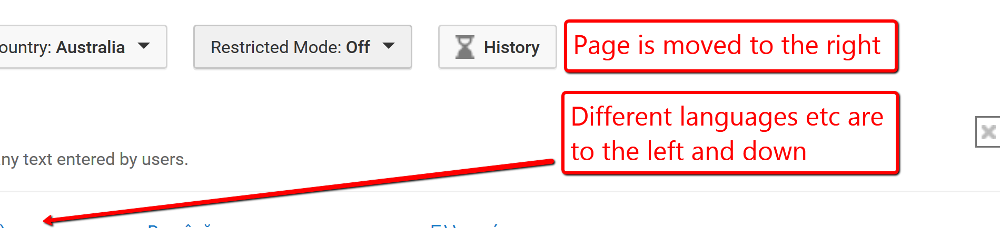 ountry: Australia
Restricted Mode: Off
History
Page is moved to the right
Different languages etc are
to the left and down
ny text entered by users.